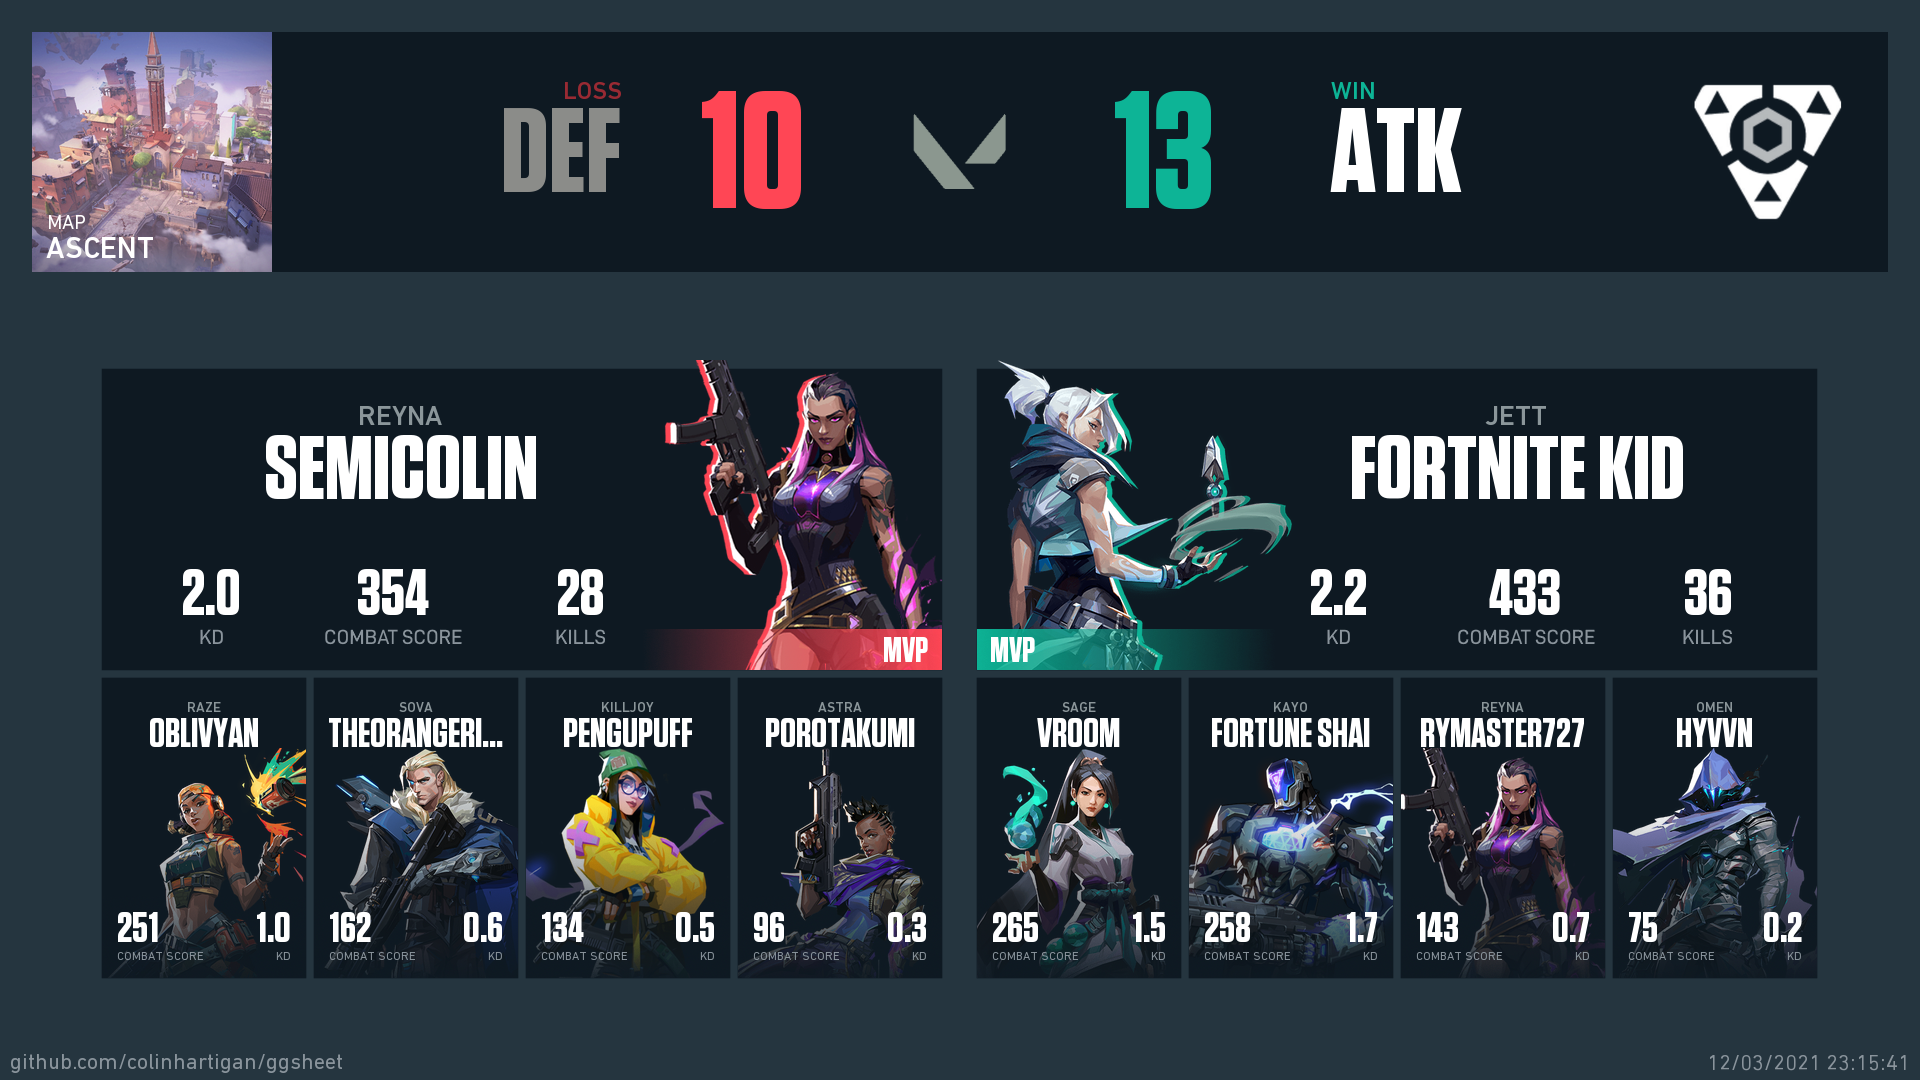 MAP
ASCENT
LOSS
DEF
10
13
WIN
ATK
REYNA
SEMICOLIN
2.0
KD
354
COMBAT SCORE
28
KILLS
MVP
JETT
FORTNITE KID
2.2
KD
433
COMBAT SCORE
36
KILLS
MVP
RAZE
OBLIVYAN
251
COMBAT SCORE
1.0
KD
SOVA
THEORANGERI...
162
COMBAT SCORE
0.6
KD
KILLJOY
PENGUPUFF
134
COMBAT SCORE
0.5
KD
ASTRA
POROTAKUMI
96
COMBAT SCORE
0.3
KD
SAGE
VROOM
265
COMBAT SCORE
1.5
KD
KAYO
FORTUNE SHAI
258
COMBAT SCORE
1.7
KD
REYNA
RYMASTER727
143
COMBAT SCORE
0.7
KD
OMEN
HYVVN
75
COMBAT SCORE
0.2
KD
github.com/colinhartigan/ggsheet
12/03/2021 23:15:41